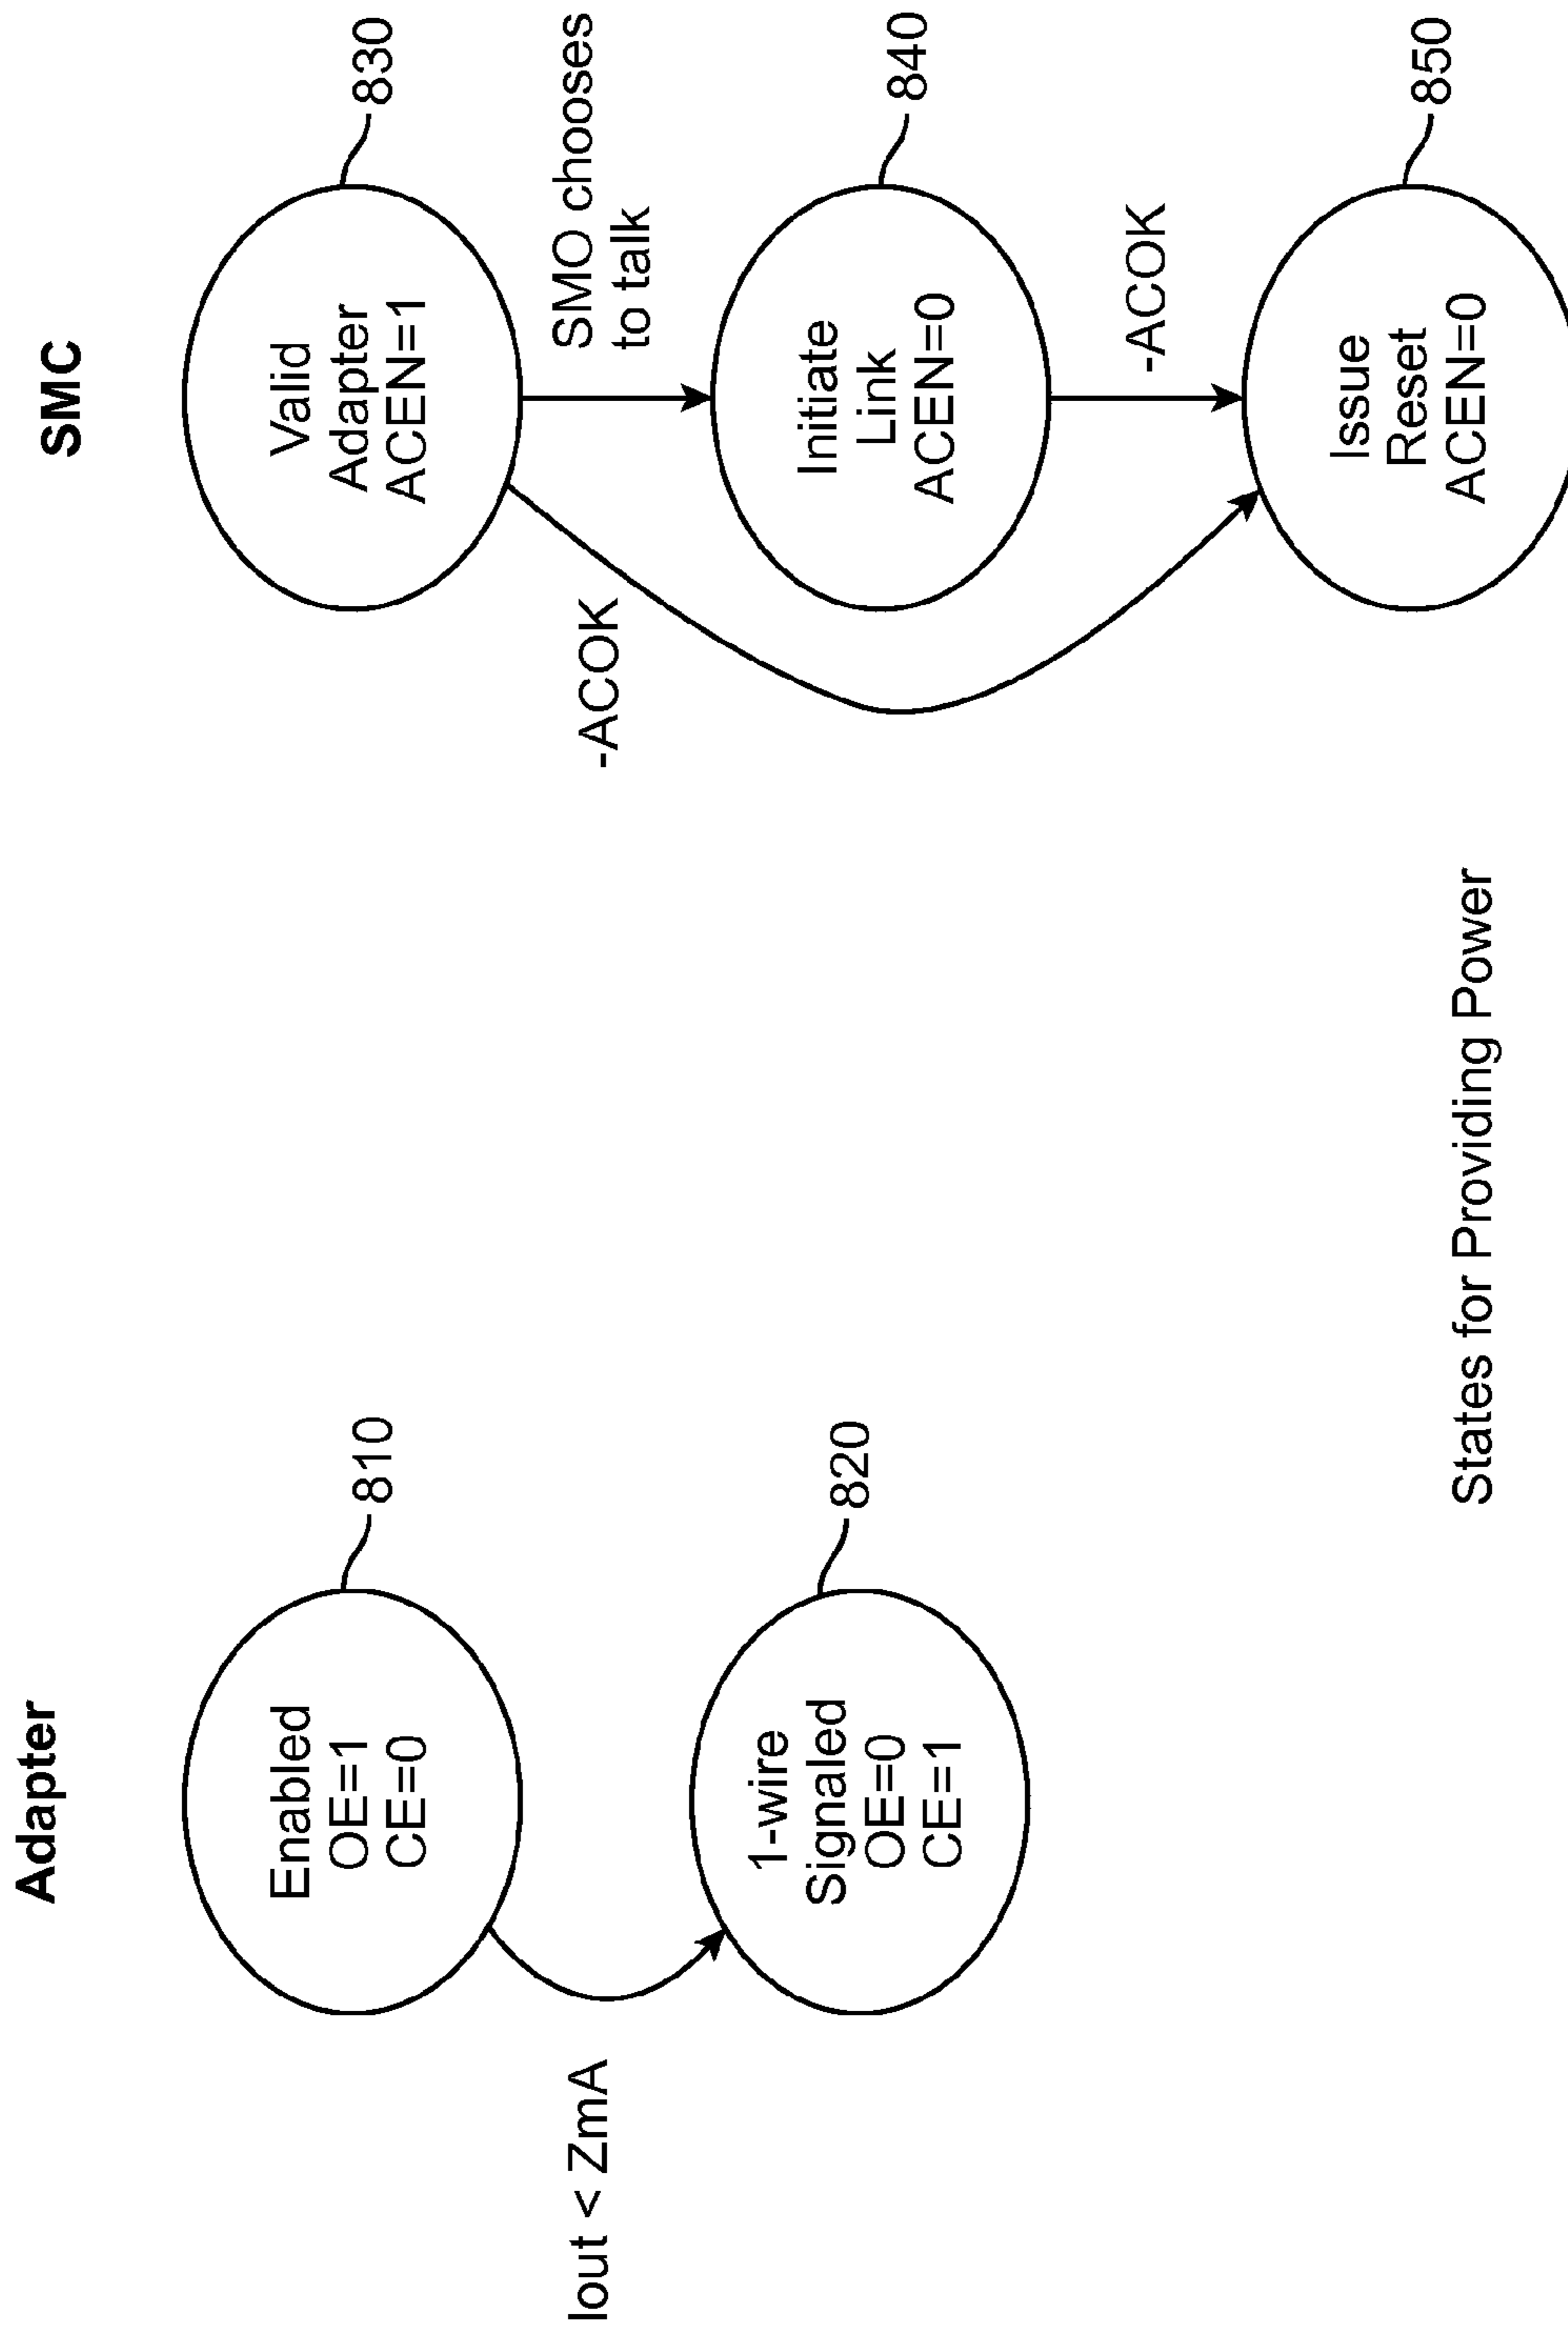 Adapter
Enabled
OE=1
CE=0
810
Iout < ZmA
1-wire
Signaled
OE=0
CE=1
820
SMC
Valid
Adapter
ACEN=1
830
SMO chooses
to talk
-ACOK
Initiate
Link
ACEN=0
840
-ACOK
Issue
Reset
ACEN=0
850
States for Providing Power